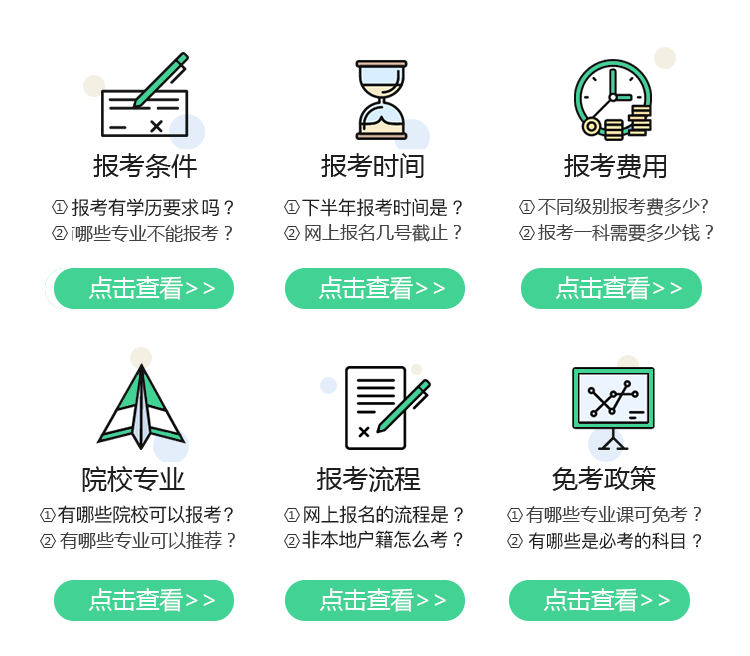 报考条件
报考时间
报考费用
① 报考有学历要求吗？
① 下半年报考时间是？
① 不同级别报考费多少?
② 哪些专业不能报考？
② 网上报名几号截止？
② 报考一科需要多少钱？
点击查看>>
点击查看>>
点击查看>>
院校专业
报考流程
免考政策
① 有哪些院校可以报考?
① 网上报名的流程是？
① 有哪些专业课可免考？
② 有哪些专业可以推荐？
② 非本地户籍怎么考？
② 有哪些是必考的科目？
点击查看>>
点击查看>>
点击查看>>